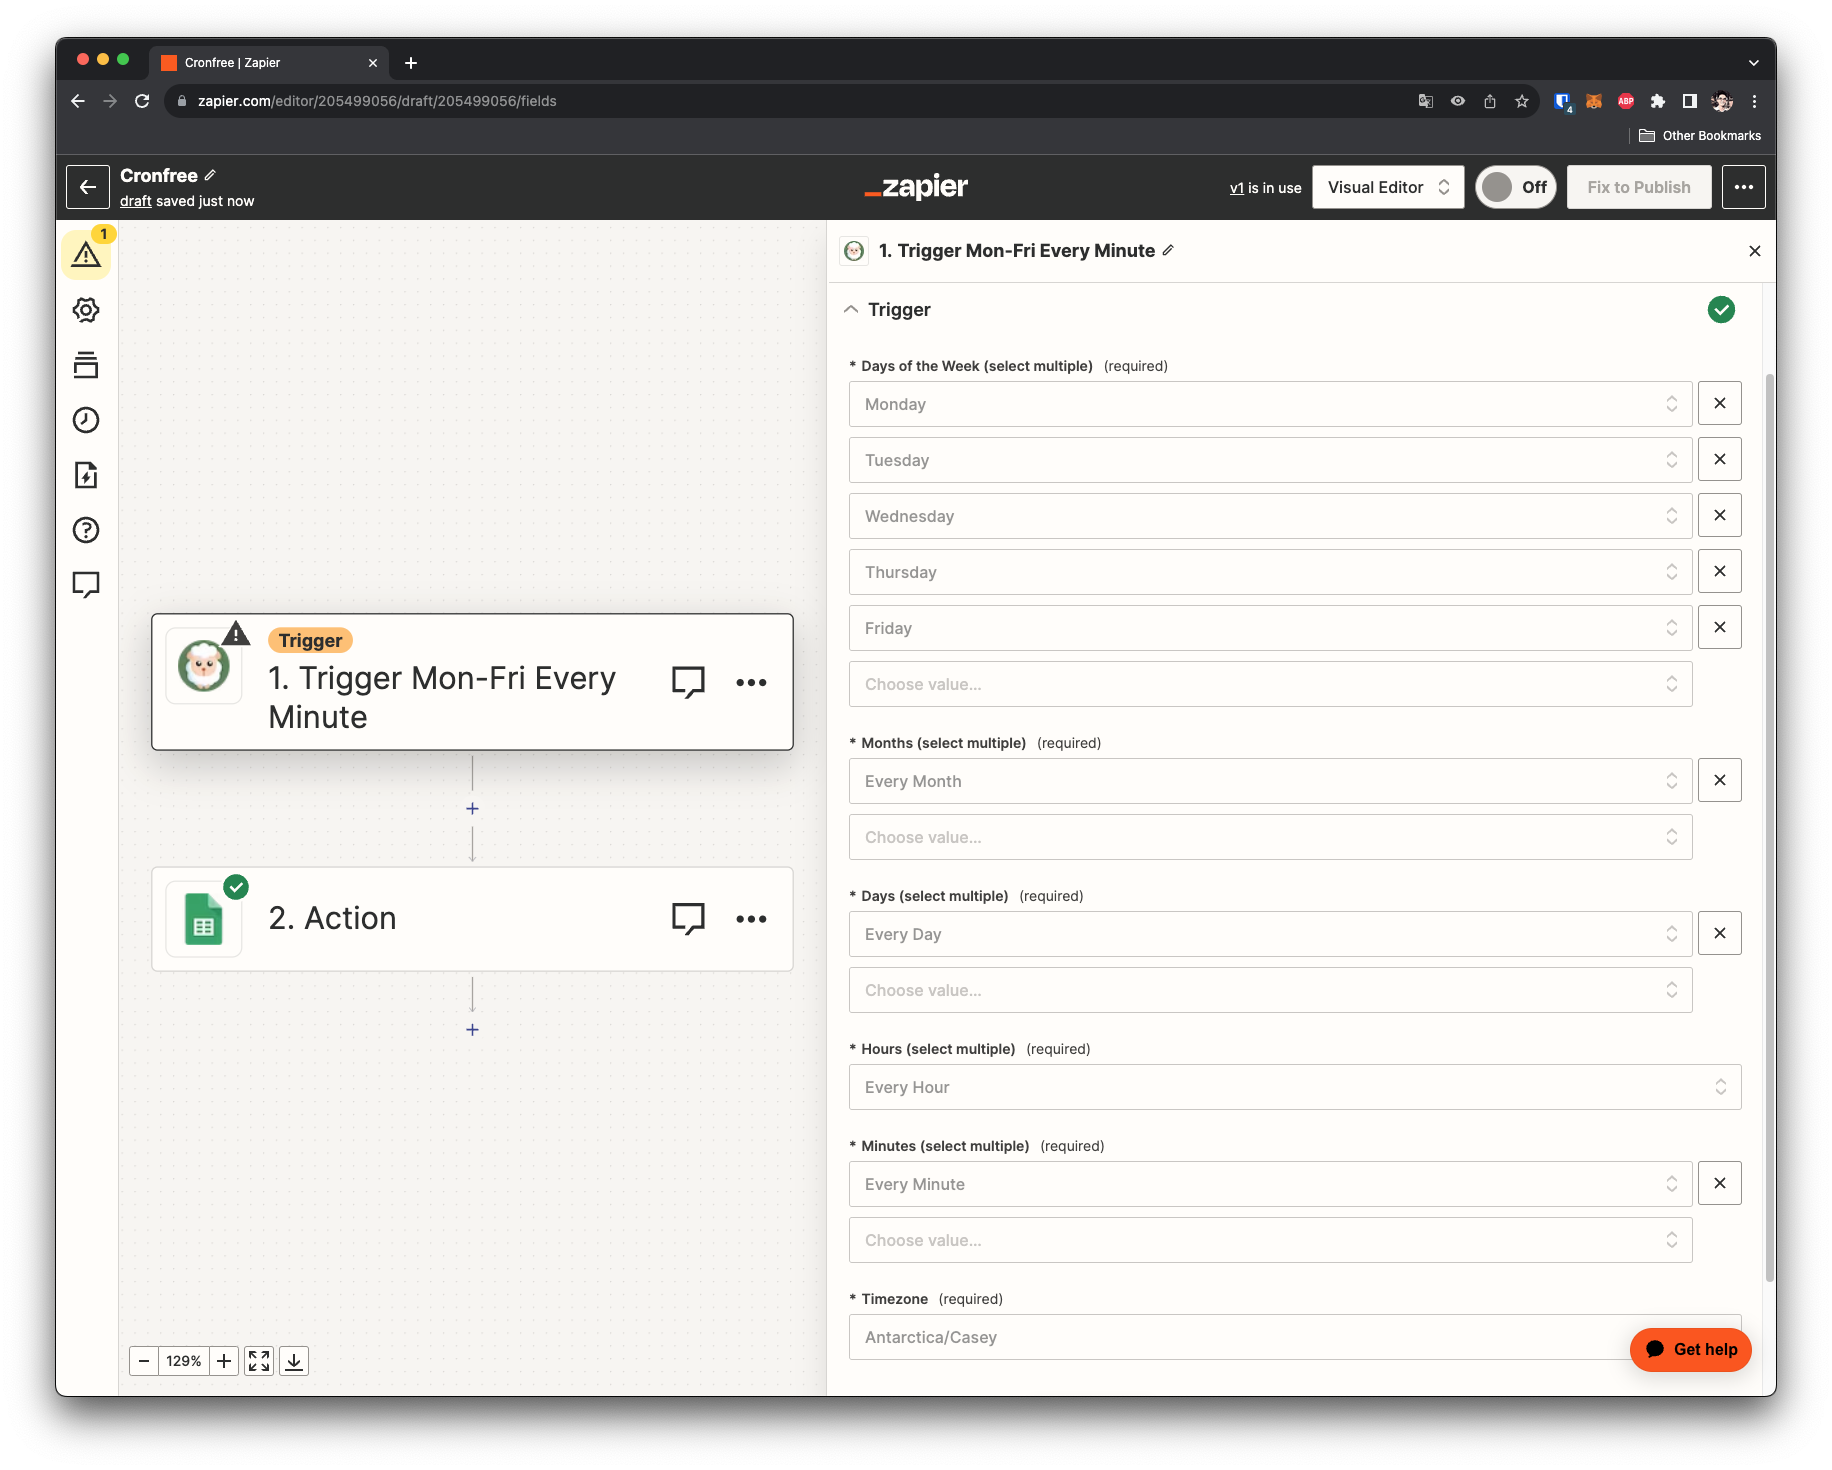 Cronfree | Zapier
zapier.com/editor/205499056/draft/205499056/fields
4
ABP
Other Bookmarks
Cronfree
draft saved just now
_zapier
v1 is in use
Visual Editor
Off
Fix to Publish
1
1. Trigger Mon-Fri Every Minute
Trigger
* Days of the Week (select multiple) (required)
Monday
Tuesday
Wednesday
Thursday
Friday
Choose value...
* Months (select multiple) (required)
Every Month
Choose value...
* Days (select multiple) (required)
Every Day
Choose value...
* Hours (select multiple) (required)
Every Hour
* Minutes (select multiple) (required)
Every Minute
Choose value...
* Timezone (required)
Antarctica/Casey
Get help
Trigger
1. Trigger Mon-Fri Every
Minute
2. Action
129%